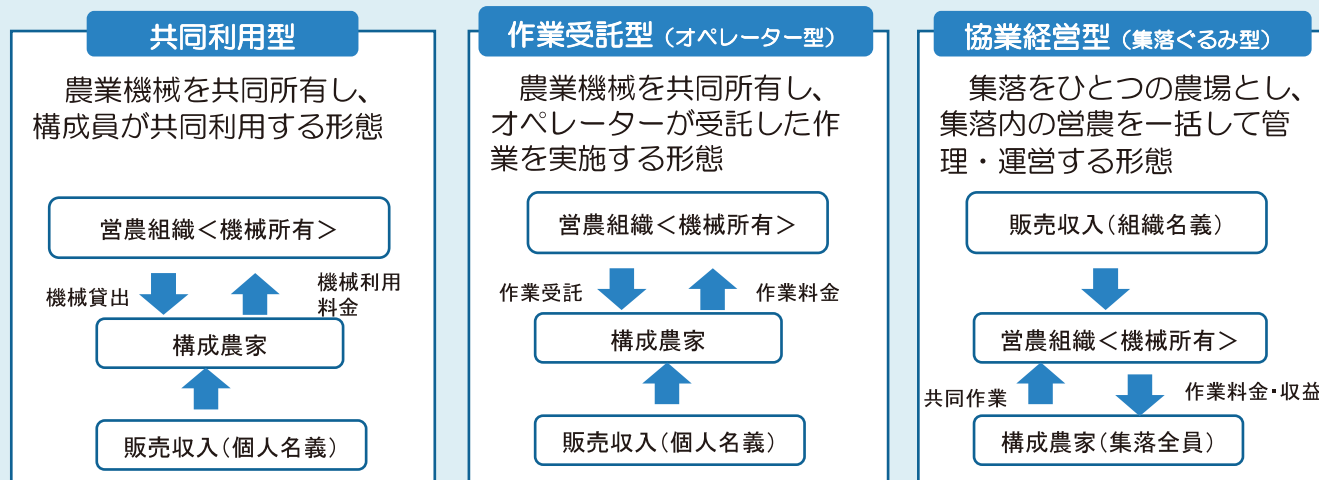 共同利用型
農業機械を共同所有し、
構成員が共同利用する形態
営農組織＜機械所有＞
機械貸出
機械利用
料金
構成農家
販売収入(個人名義)
作業受託型（オペレーター型）
農業機械を共同所有し、
オペレーターが受託した作
業を実施する形態
営農組織＜機械所有＞
作業受託
作業料金
構成農家
販売収入(個人名義)
協業経営型（集落ぐるみ型）
集落をひとつの農場とし、
集落内の営農を一括して管
理・運営する形態
販売収入(組織名義)
営農組織＜機械所有＞
共同作業
作業料金・収益
構成農家(集落全員)